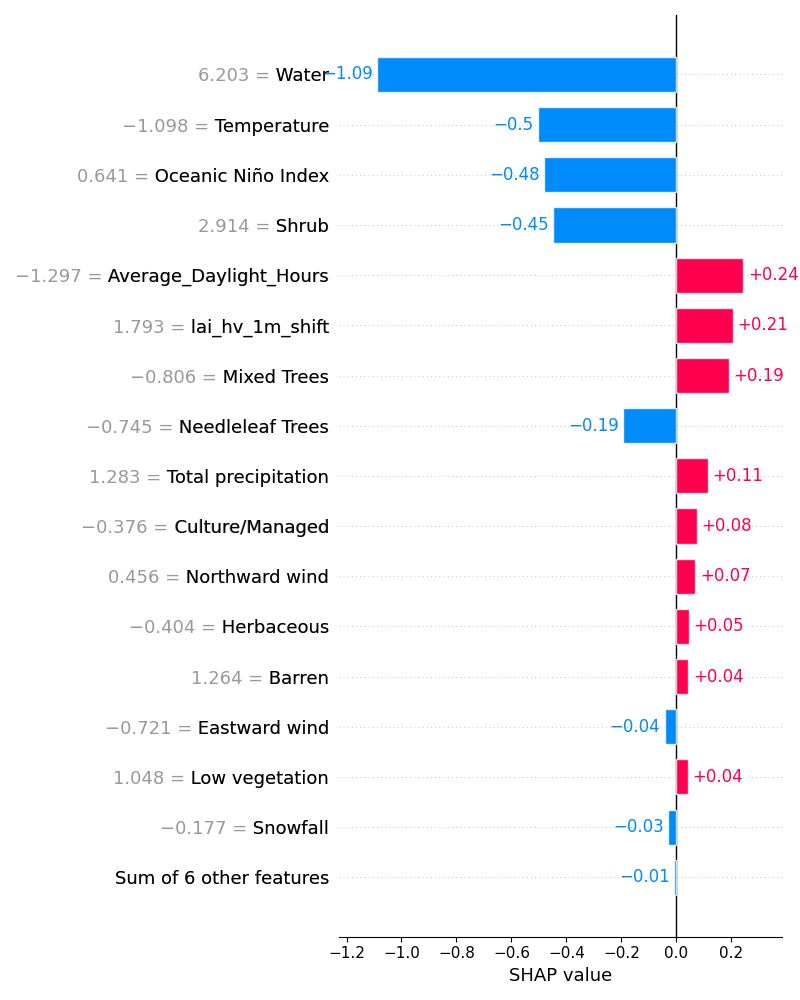 6.203 = Water −1.09
−1.098 = Temperature −0.5
0.641 = Oceanic Niño Index −0.48
2.914 = Shrub −0.45
−1.297 = Average_Daylight_Hours +0.24
1.793 = lai_hv_1m_shift +0.21
−0.806 = Mixed Trees +0.19
−0.745 = Needleleaf Trees −0.19
1.283 = Total precipitation +0.11
−0.376 = Culture/Managed +0.08
0.456 = Northward wind +0.07
−0.404 = Herbaceous +0.05
1.264 = Barren +0.04
−0.721 = Eastward wind −0.04
1.048 = Low vegetation +0.04
−0.177 = Snowfall −0.03
Sum of 6 other features −0.01
−1.2 −1.0 −0.8 −0.6 −0.4 −0.2 0.0 0.2
SHAP value